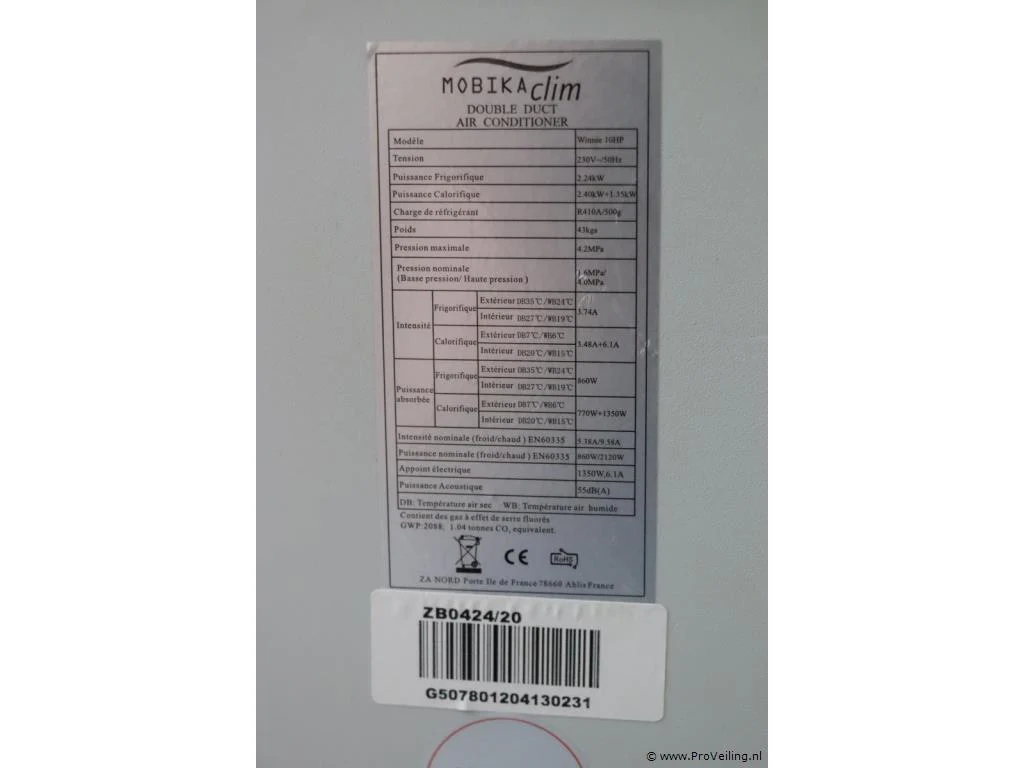 MOBIKA clim
DOUBLE DUCT
AIR CONDITIONER
Modèle Winnie 10HP
Tension 230V~/50Hz
Puissance Frigorifique 2.24kW
Puissance Calorifique 2.40kW+1.35kW
Charge de réfrigérant R410A/500g
Poids 43kgs
Pression maximale 4.2MPa
Pression nominale
(Basse pression/ Haute pression ) 1.6MPa/
4.0MPa
Intensité Frigorifique Extérieur DB35℃/WB24℃ 3.74A
Intérieur DB27℃/WB19℃
Calorifique Extérieur DB7℃/WB6℃ 3.48A+6.1A
Intérieur DB20℃/WB15℃
Puissance absorbée Frigorifique Extérieur DB35℃/WB24℃ 860W
Intérieur DB27℃/WB19℃
Calorifique Extérieur DB7℃/WB6℃ 770W+1350W
Intérieur DB20℃/WB15℃
Intensité nominale (froid/chaud ) EN60335 5.38A/9.58A
Puissance nominale (froid/chaud ) EN60335 860W/2120W
Appoint électrique 1350W,6.1A
Puissance Acoustique 55dB(A)
DB: Température air sec WB: Température air humide
Contient des gaz à effet de serre fluorés
GWP:2088; 1.04 tonnes CO₂ equivalent.
CE RoHS
ZA NORD Porte Ile de France 78660 Ablis France
ZB0424/20
G507801204130231
© www.ProVeiling.nl